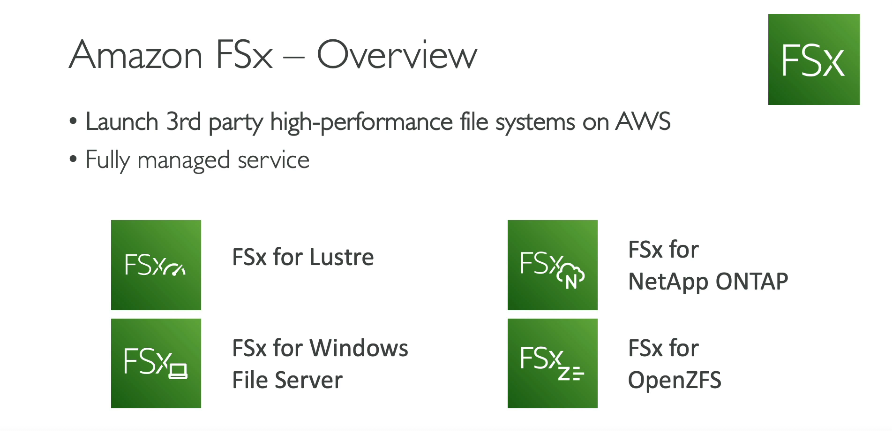 Amazon FSx – Overview
FSx
• Launch 3rd party high-performance file systems on AWS
• Fully managed service
FSx
FSx for Lustre
FSx
N
FSx for
NetApp ONTAP
FSx
FSx for Windows
File Server
FSx
Z
FSx for
OpenZFS